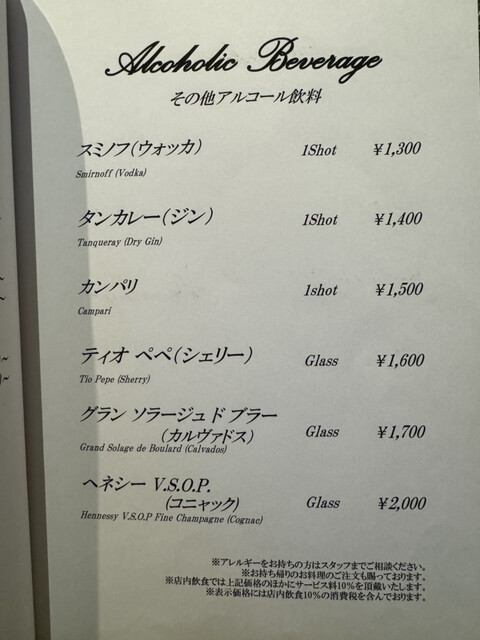 Alcoholic Beverage
その他アルコール飲料
スミノフ(ウォッカ) 1Shot ¥1,300
Smirnoff (Vodka)
タンカレー(ジン) 1Shot ¥1,400
Tanqueray (Dry Gin)
カンパリ 1shot ¥1,500
Campari
ティオ ペペ(シェリー) Glass ¥1,600
Tio Pepe (Sherry)
グラン ソラージュ ド ブラー
(カルヴァドス) Glass ¥1,700
Grand Solage de Boulard (Calvados)
ヘネシー V.S.O.P.
(コニャック) Glass ¥2,000
Hennessy V.S.O.P Fine Champagne (Cognac)
※アレルギーをお持ちの方はスタッフまでご相談ください。
※お持ち帰りのお料理のご注文も賜っております。
※店内飲食では上記価格のほかにサービス料10%を頂戴いたします。
※表示価格には店内飲食10%の消費税を含んでおります。